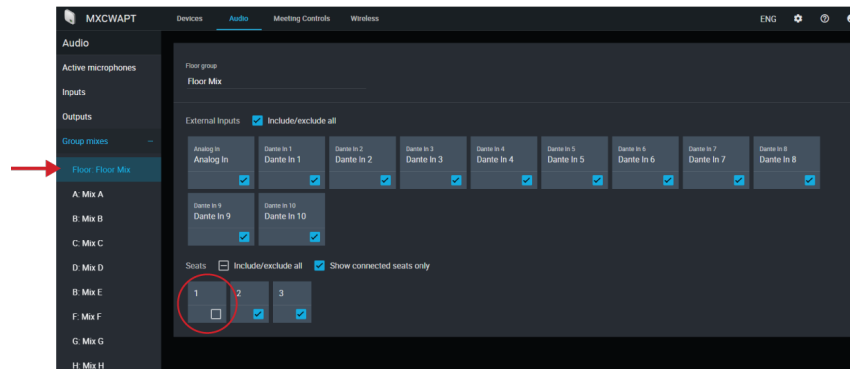 MXCWAPT
Devices Audio Meeting Controls Wireless
ENG
Audio
Active microphones
Inputs
Outputs
Group mixes
Floor: Floor Mix
A: Mix A
B: Mix B
C: Mix C
D: Mix D
B: Mix E
F: Mix F
G: Mix G
H: Mix H
Floor group
Floor Mix
External Inputs Include/exclude all
Analog In Dante In 1 Dante In 2 Dante In 3 Dante In 4 Dante In 5 Dante In 6 Dante In 7 Dante In 8
Analog In Dante In 1 Dante In 2 Dante In 3 Dante In 4 Dante In 5 Dante In 6 Dante In 7 Dante In 8
Dante In 9 Dante In 10
Dante In 9 Dante In 10
Seats Include/exclude all Show connected seats only
1 2 3